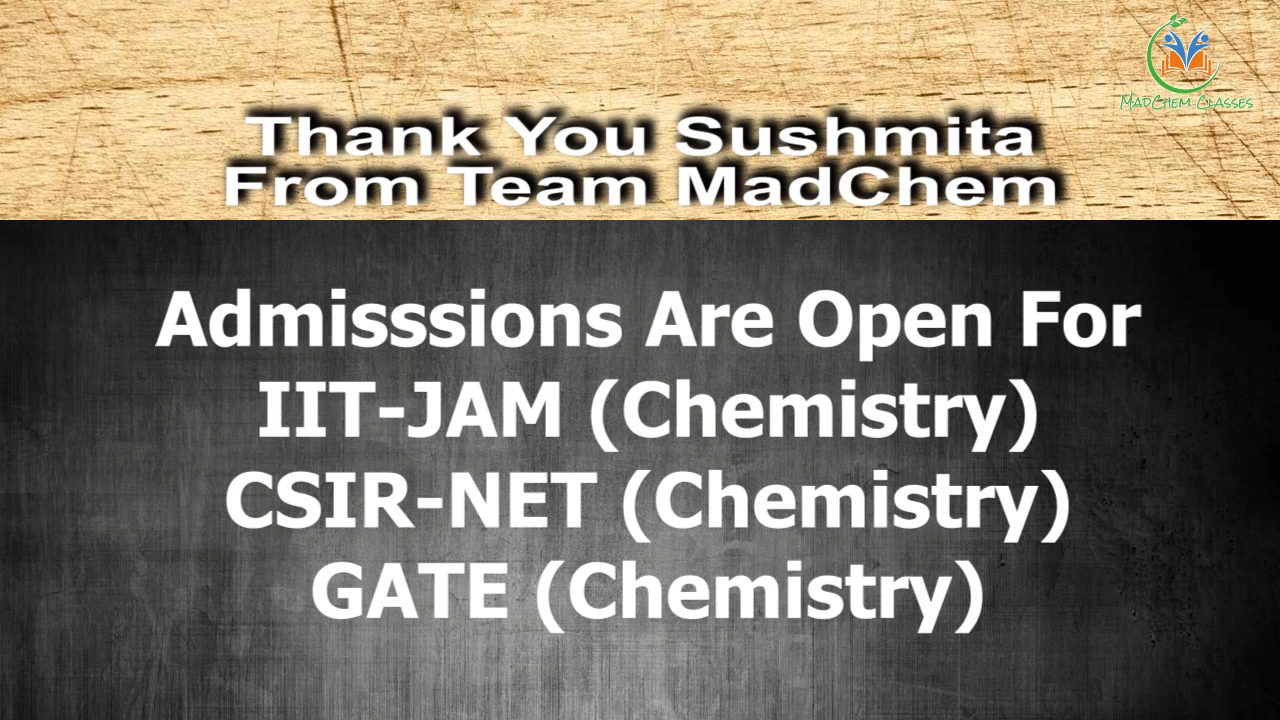 MadChem Classes
Thank You Sushmita
From Team MadChem
Admisssions Are Open For
IIT-JAM (Chemistry)
CSIR-NET (Chemistry)
GATE (Chemistry)